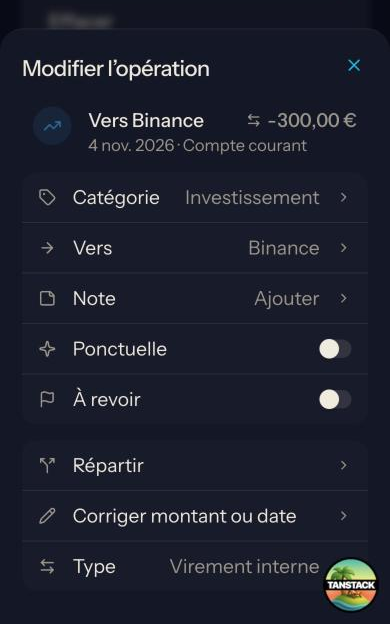 Modifier l’opération
Vers Binance -300,00 €
4 nov. 2026 · Compte courant
Catégorie Investissement
Vers Binance
Note Ajouter
Ponctuelle
À revoir
Répartir
Corriger montant ou date
Type Virement interne
TANSTACK